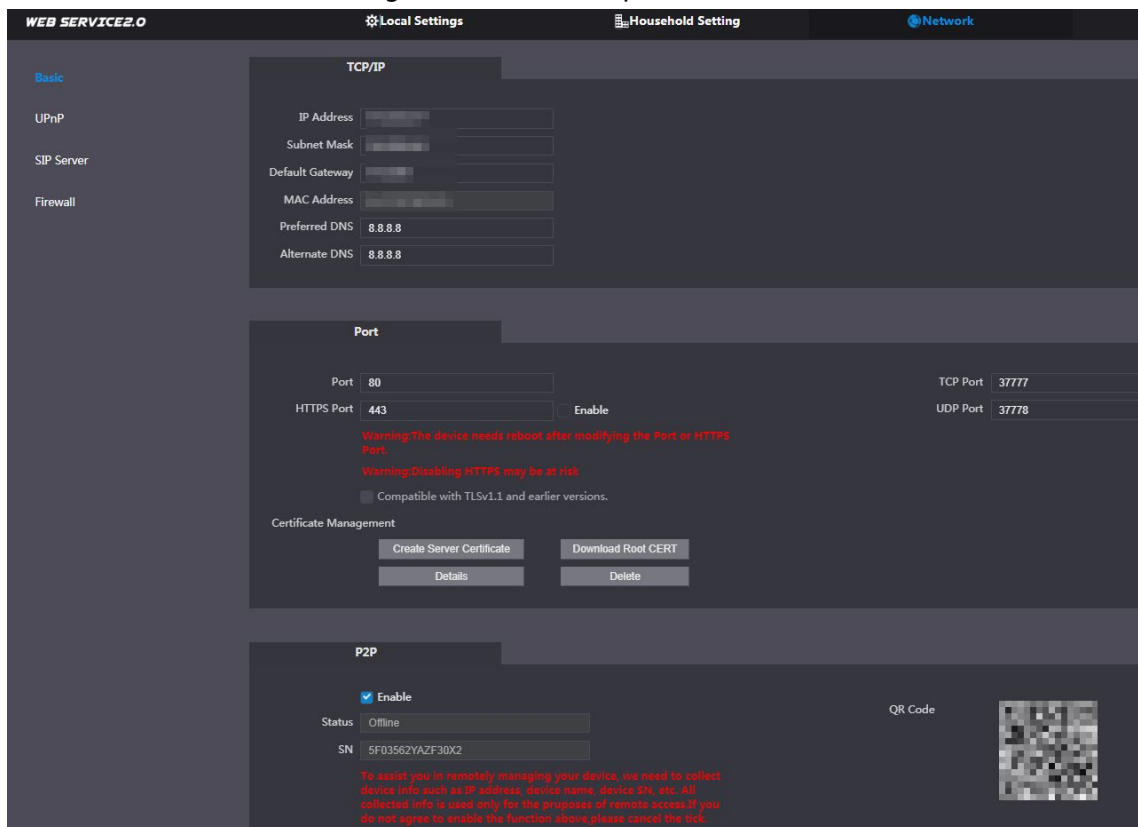 WEB SERVICE2.0
Local Settings
Household Setting
Network
Basic
UPnP
SIP Server
Firewall
TCP/IP
IP Address
Subnet Mask
Default Gateway
MAC Address
Preferred DNS 8.8.8.8
Alternate DNS 8.8.8.8
Port
Port 80
TCP Port 37777
HTTPS Port 443 Enable
UDP Port 37778
Warning:The device needs reboot after modifying the Port or HTTPS
Port.
Warning:Disabling HTTPS may be at risk
Compatible with TLSv1.1 and earlier versions.
Certificate Management
Create Server Certificate Download Root CERT
Details Delete
P2P
Enable
Status Offline
SN 5F03562YAZF30X2
QR Code
To assist you in remotely managing your device, we need to collect
device info such as IP address, device name, device SN, etc. All
collected info is used only for the pruposes of remote access.If you
do not agree to enable the function above,please cancel the tick.